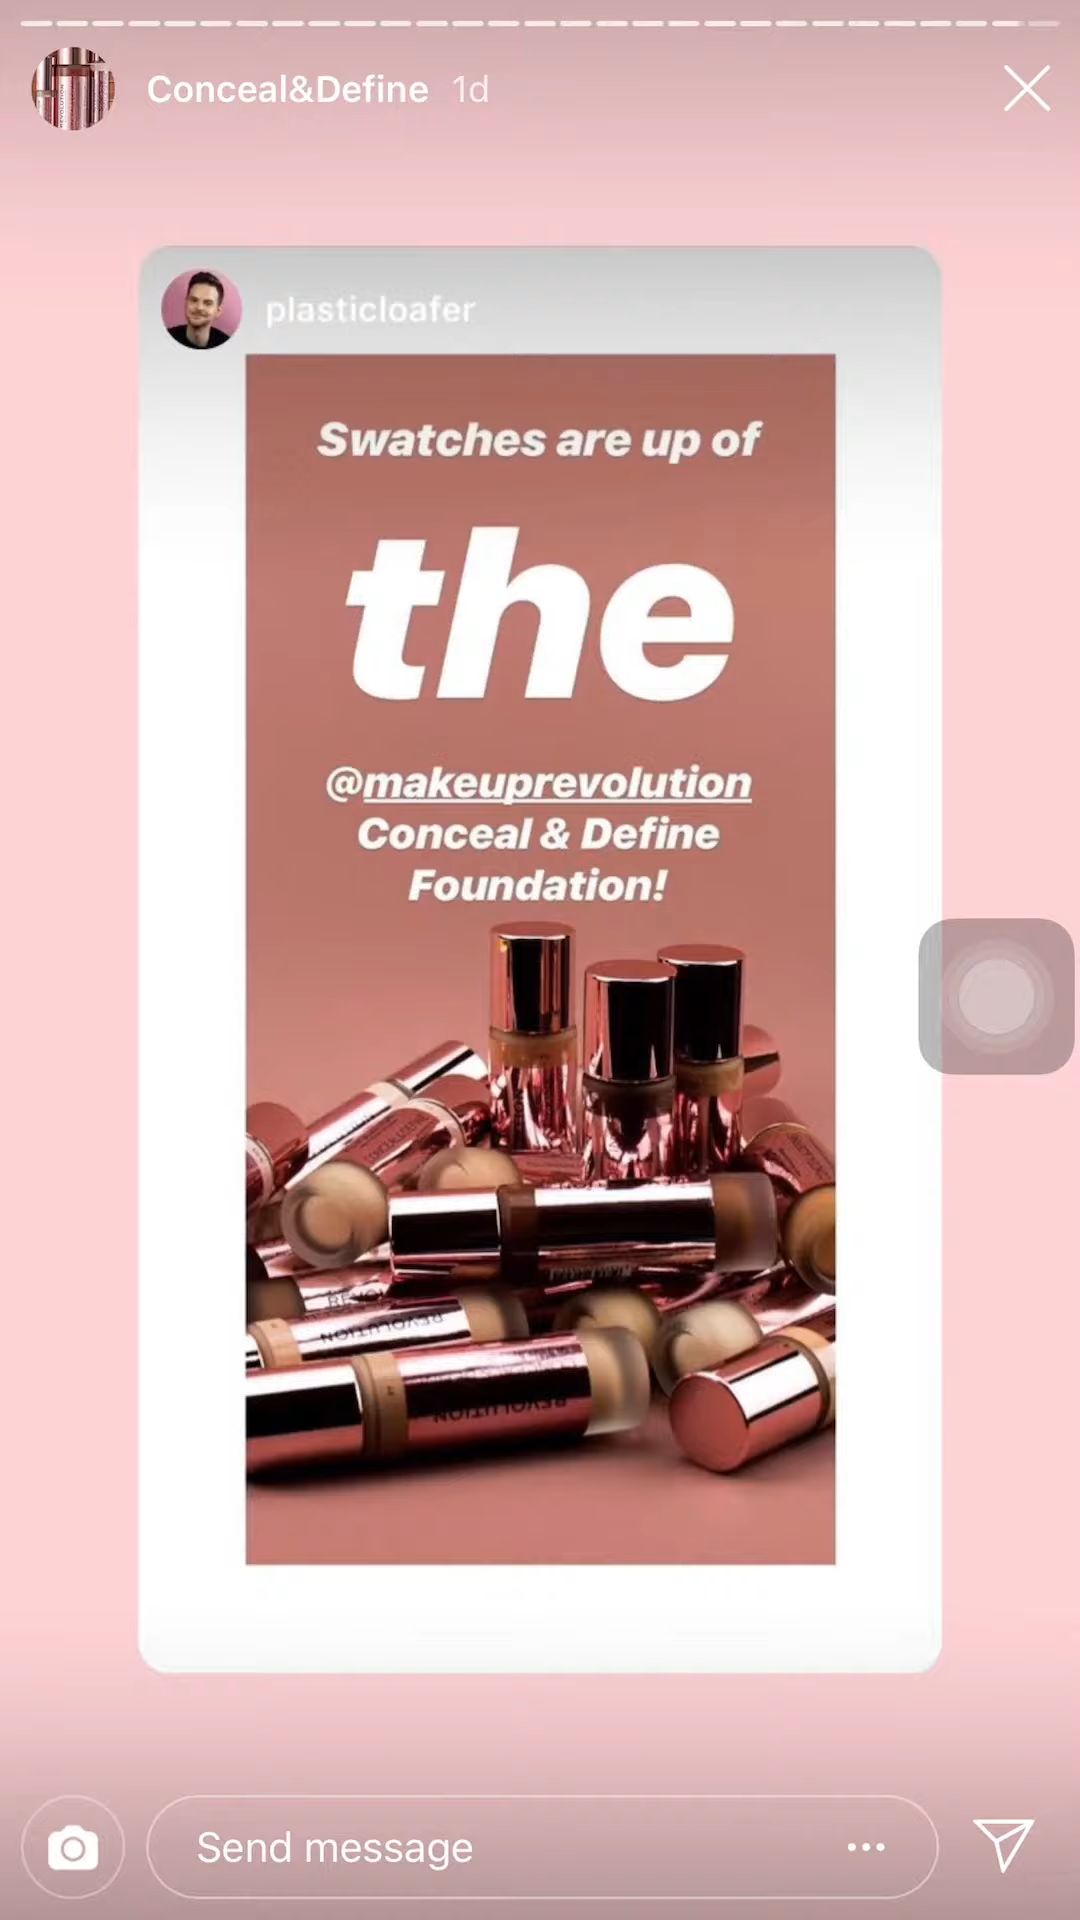 Conceal&Define 1d
plasticloafer
Swatches are up of
the
@makeuprevolution
Conceal & Define
Foundation!
REVOLUTION
REVOLUTION
Send message